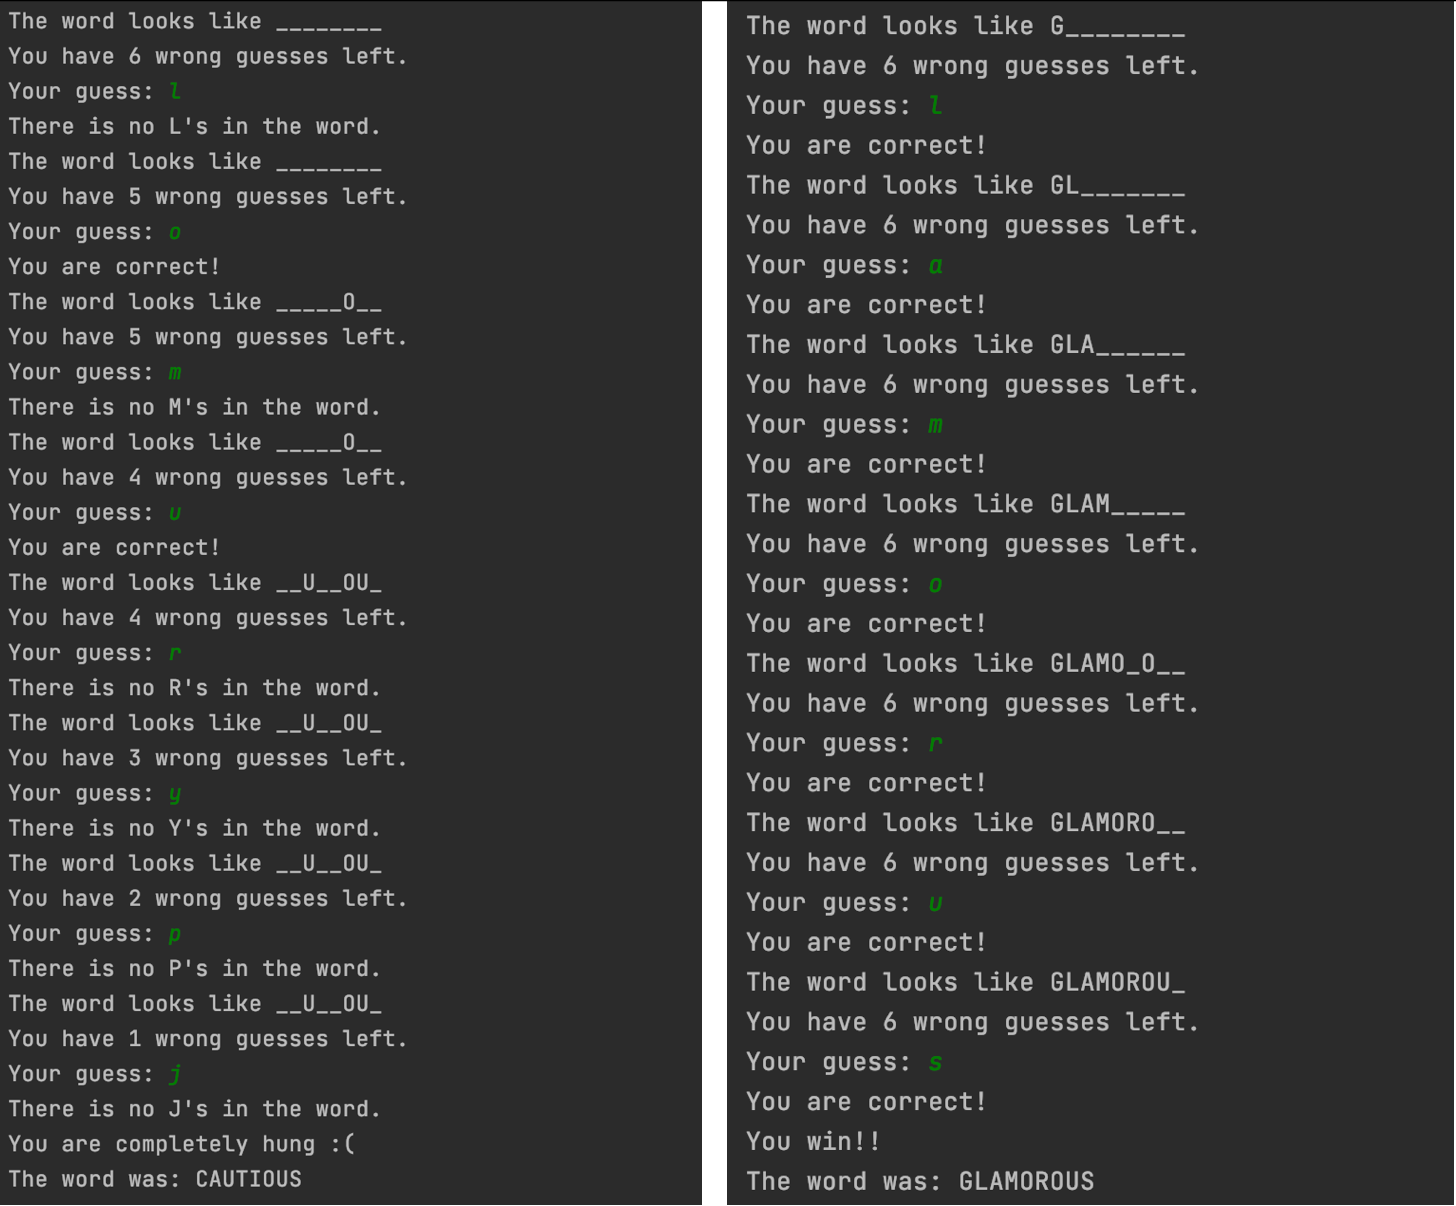 The word looks like ________
You have 6 wrong guesses left.
Your guess: l
There is no L's in the word.
The word looks like ________
You have 5 wrong guesses left.
Your guess: o
You are correct!
The word looks like _____O__
You have 5 wrong guesses left.
Your guess: m
There is no M's in the word.
The word looks like _____O__
You have 4 wrong guesses left.
Your guess: u
You are correct!
The word looks like __U__OU_
You have 4 wrong guesses left.
Your guess: r
There is no R's in the word.
The word looks like __U__OU_
You have 3 wrong guesses left.
Your guess: y
There is no Y's in the word.
The word looks like __U__OU_
You have 2 wrong guesses left.
Your guess: p
There is no P's in the word.
The word looks like __U__OU_
You have 1 wrong guesses left.
Your guess: j
There is no J's in the word.
You are completely hung :(
The word was: CAUTIOUS
The word looks like G________
You have 6 wrong guesses left.
Your guess: l
You are correct!
The word looks like GL_______
You have 6 wrong guesses left.
Your guess: a
You are correct!
The word looks like GLA______
You have 6 wrong guesses left.
Your guess: m
You are correct!
The word looks like GLAM_____
You have 6 wrong guesses left.
Your guess: o
You are correct!
The word looks like GLAMO_O__
You have 6 wrong guesses left.
Your guess: r
You are correct!
The word looks like GLAMORO__
You have 6 wrong guesses left.
Your guess: u
You are correct!
The word looks like GLAMOROU_
You have 6 wrong guesses left.
Your guess: s
You are correct!
You win!!
The word was: GLAMOROUS